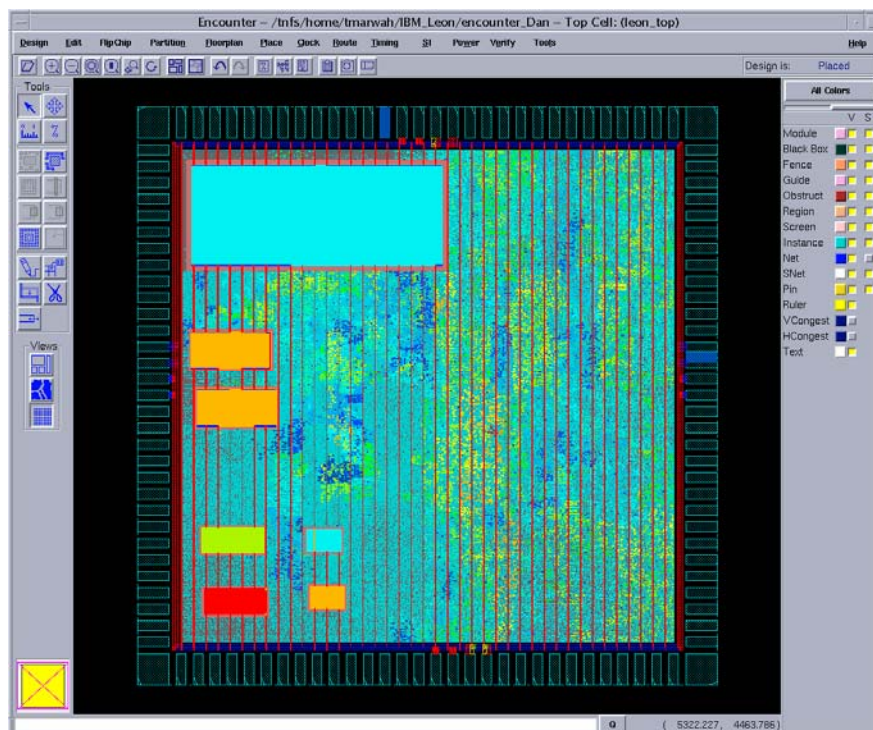 Encounter – /tnfs/home/tmarwah/IBM_Leon/encounter_Dan – Top Cell: (leon_top)
Design Edit FlipChip Partition Floorplan Place Clock Route Timing SI Power Verify Tools Help
Design is: Placed
Tools
All Colors
V S
Module
Black Box
Fence
Guide
Obstruct
Region
Screen
Instance
Net
SNet
Pin
Ruler
VCongest
HCongest
Text
Views
Q ( 5322.227, 4463.786)